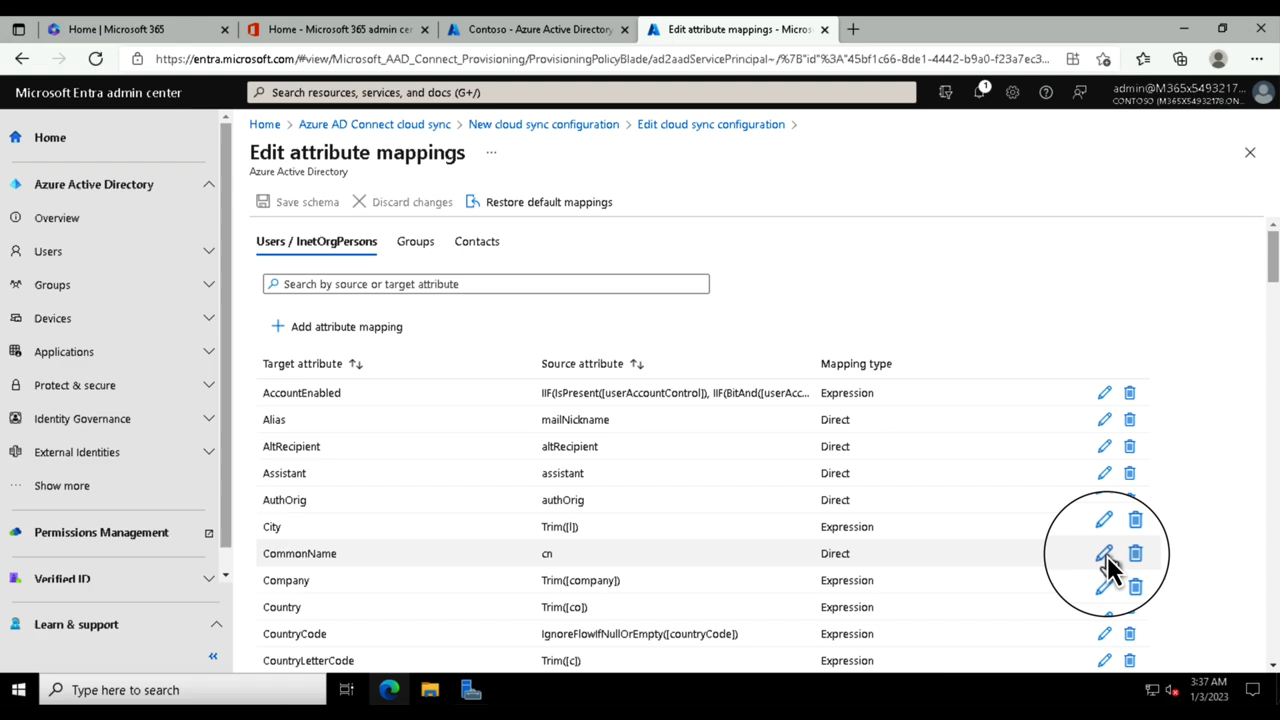 Home | Microsoft 365
Home - Microsoft 365 admin cer
Contoso - Azure Active Directory
Edit attribute mappings - Micros
https://entra.microsoft.com/#view/Microsoft_AAD_Connect_Provisioning/ProvisioningPolicyBlade/ad2aadServicePrincipal~/%7B"id"%3A"45bf1c66-8de1-4442-b9a0-f23a7ec3...
Microsoft Entra admin center
Search resources, services, and docs (G+/)
1
admin@M365x5493217...
CONTOSO (M365X54932178.ON...
Home
Azure Active Directory
Overview
Users
Groups
Devices
Applications
Protect & secure
Identity Governance
External Identities
Show more
Permissions Management
Verified ID
Learn & support
Home > Azure AD Connect cloud sync > New cloud sync configuration > Edit cloud sync configuration >
Edit attribute mappings ...
Azure Active Directory
Save schema Discard changes Restore default mappings
Users / InetOrgPersons Groups Contacts
Search by source or target attribute
+ Add attribute mapping
Target attribute Source attribute Mapping type
AccountEnabled IIF(IsPresent([userAccountControl]), IIF(BitAnd([userAcc... Expression
Alias mailNickname Direct
AltRecipient altRecipient Direct
Assistant assistant Direct
AuthOrig authOrig Direct
City Trim([l]) Expression
CommonName cn Direct
Company Trim([company]) Expression
Country Trim([co]) Expression
CountryCode IgnoreFlowIfNullOrEmpty([countryCode]) Expression
CountryLetterCode Trim([c]) Expression
Type here to search
3:37 AM
1/3/2023